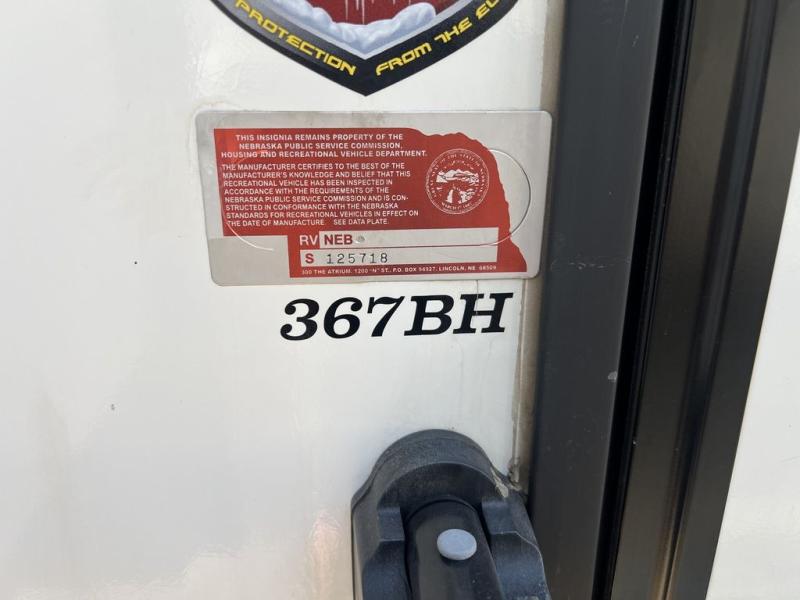 PROTECTION FROM THE
THIS INSIGNIA REMAINS PROPERTY OF THE
NEBRASKA PUBLIC SERVICE COMMISSION,
HOUSING AND RECREATIONAL VEHICLE DEPARTMENT.
THE MANUFACTURER CERTIFIES TO THE BEST OF THE
MANUFACTURER'S KNOWLEDGE AND BELIEF THAT THIS
RECREATIONAL VEHICLE HAS BEEN INSPECTED IN
ACCORDANCE WITH THE REQUIREMENTS OF THE
NEBRASKA PUBLIC SERVICE COMMISSION AND IS CON-
STRUCTED IN CONFORMANCE WITH THE NEBRASKA
STANDARDS FOR RECREATIONAL VEHICLES IN EFFECT ON
THE DATE OF MANUFACTURE. SEE DATA PLATE.
RV NEB
S 125718
300 THE ATRIUM, 1200 "N" ST., P.O. BOX 94927, LINCOLN, NE 68509
367BH